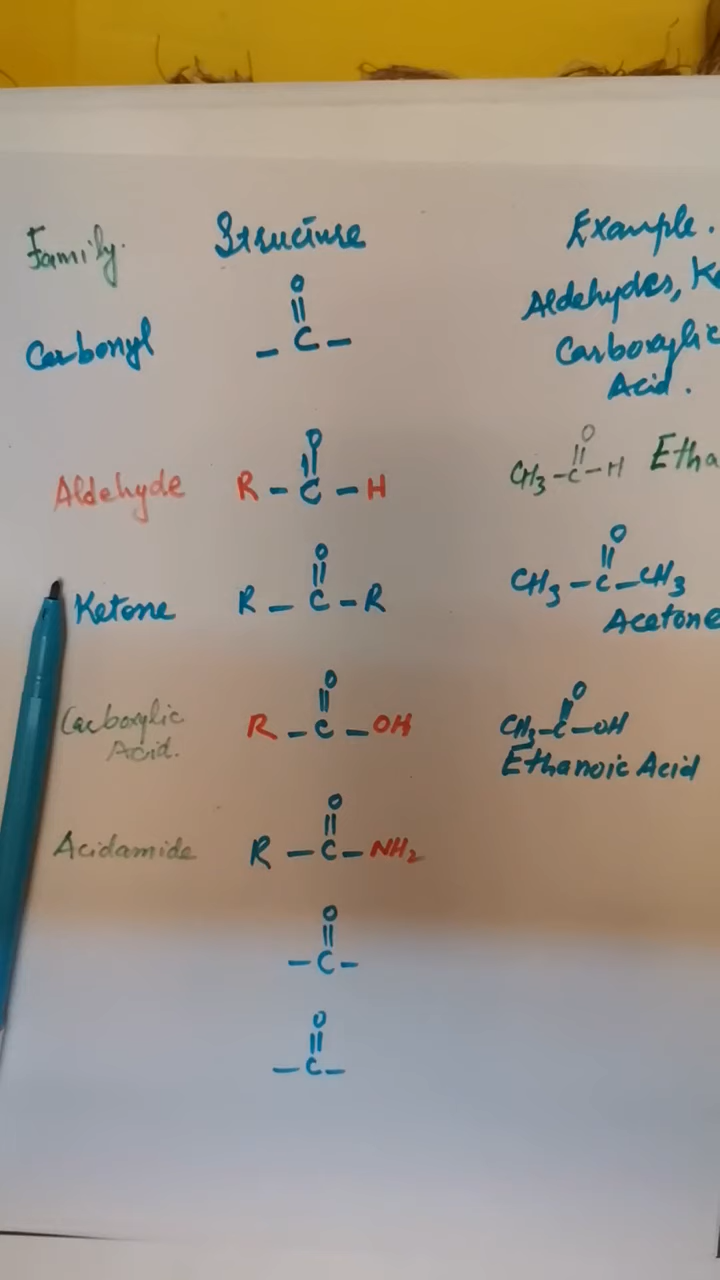 Family. Structure Example.
Carbonyl
O
||
– C –
Aldehydes, Ke
Carboxylic
Acid.
Aldehyde
O
||
R – C – H
O
||
CH3 – C – H Etha
Ketone
O
||
R – C – R
O
||
CH3 – C – CH3
Acetone
Carboxylic
Acid.
O
||
R – C – OH
O
||
CH3 – C – OH
Ethanoic Acid
Acidamide
O
||
R – C – NH2
O
||
– C –
O
||
– C –